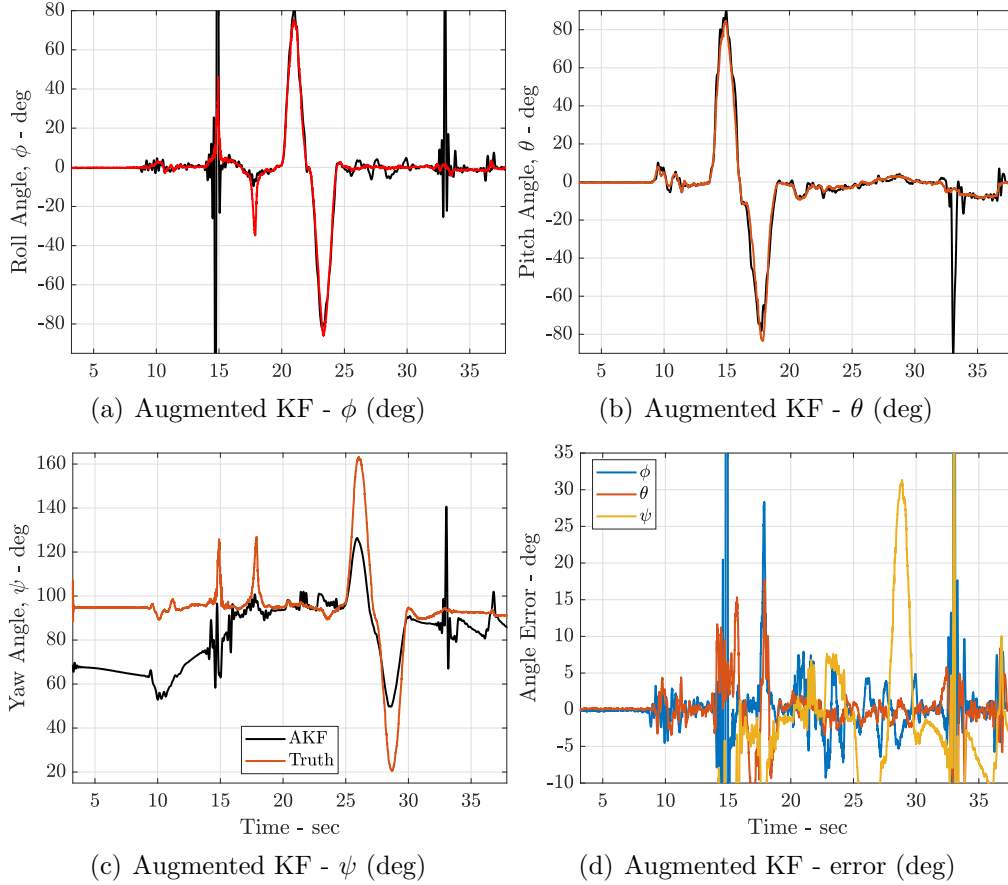 80
60
40
20
0
-20
-40
-60
-80
Roll Angle, ϕ - deg
5 10 15 20 25 30 35
(a) Augmented KF - ϕ (deg)
80
60
40
20
0
-20
-40
-60
-80
Pitch Angle, θ - deg
5 10 15 20 25 30 35
(b) Augmented KF - θ (deg)
160
140
120
100
80
60
40
20
Yaw Angle, ψ - deg
AKF
Truth
5 10 15 20 25 30 35
Time - sec
(c) Augmented KF - ψ (deg)
35
30
25
20
15
10
5
0
-5
-10
Angle Error - deg
ϕ
θ
ψ
5 10 15 20 25 30 35
Time - sec
(d) Augmented KF - error (deg)